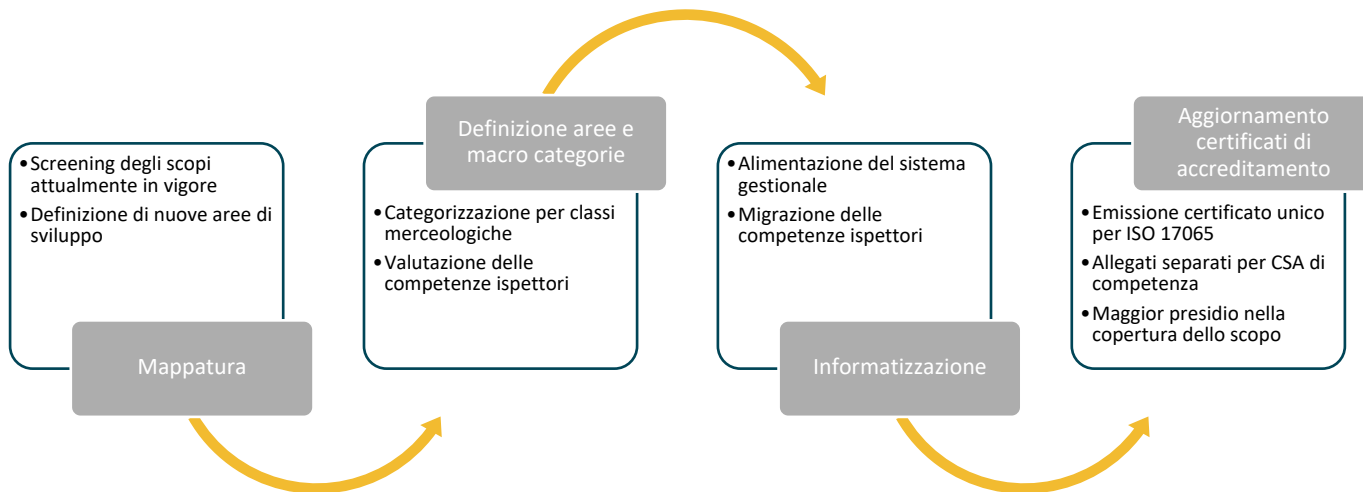 •Screening degli scopi
attualmente in vigore
•Definizione di nuove aree di
sviluppo
Mappatura
Definizione aree e
macro categorie
•Categorizzazione per classi
merceologiche
•Valutazione delle
competenze ispettori
•Alimentazione del sistema
gestionale
•Migrazione delle
competenze ispettori
Informatizzazione
Aggiornamento
certificati di
accreditamento
•Emissione certificato unico
per ISO 17065
•Allegati separati per CSA di
competenza
•Maggior presidio nella
copertura dello scopo